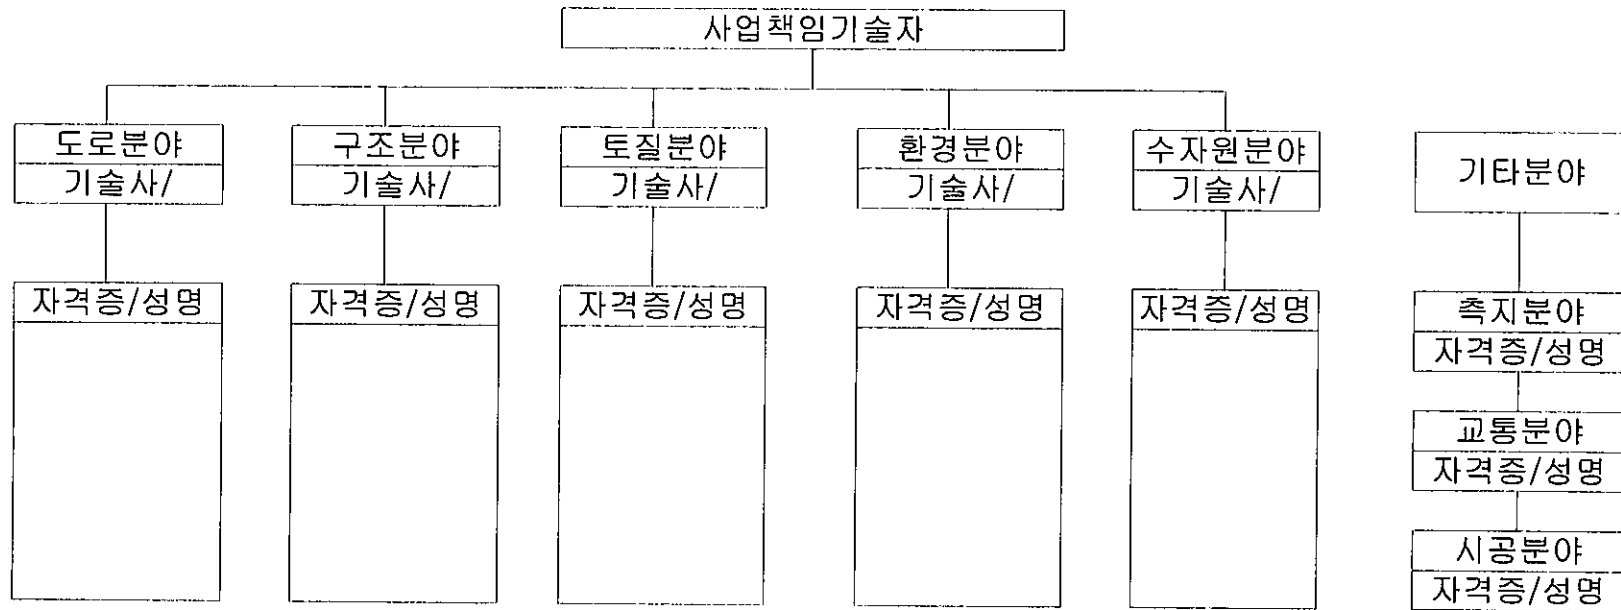 사업책임기술자
도로분야
기술사/
구조분야
기술사/
토질분야
기술사/
환경분야
기술사/
수자원분야
기술사/
기타분야
자격증/성명
자격증/성명
자격증/성명
자격증/성명
자격증/성명
측지분야
자격증/성명
교통분야
자격증/성명
시공분야
자격증/성명